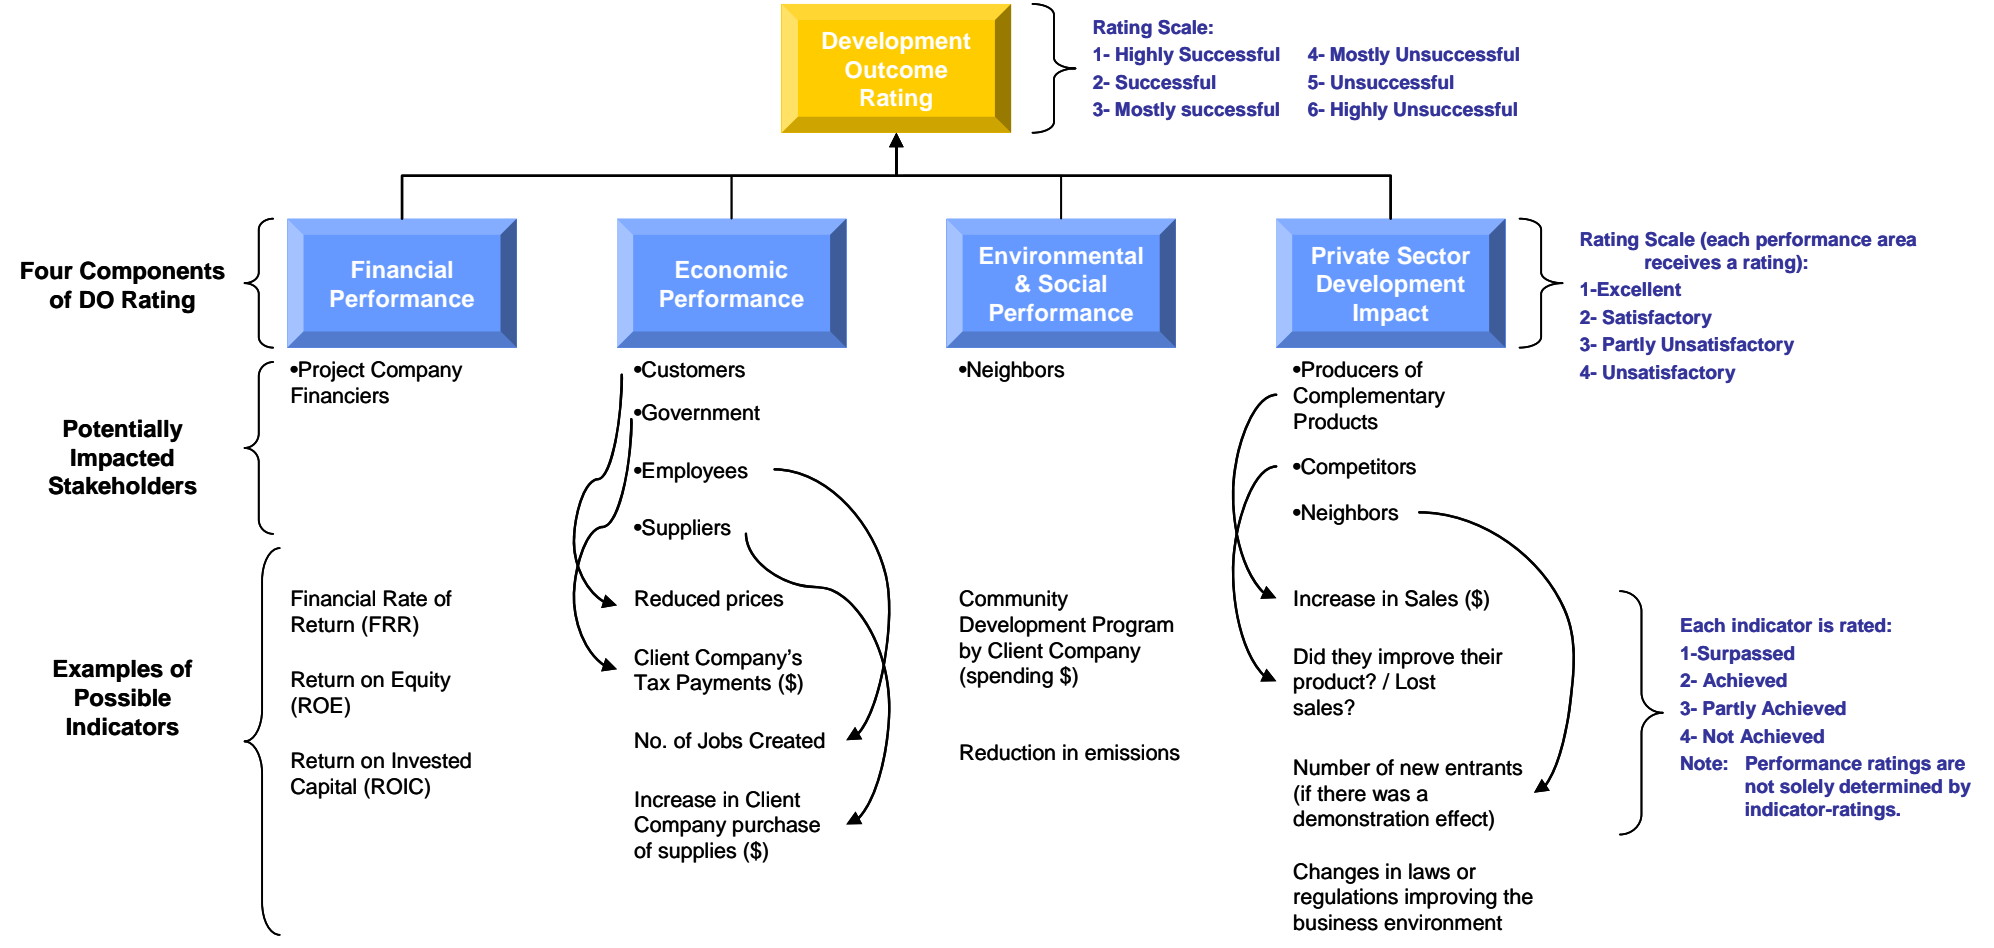 Development
Outcome
Rating
Rating Scale:
1- Highly Successful
2- Successful
3- Mostly successful
4- Mostly Unsuccessful
5- Unsuccessful
6- Highly Unsuccessful
Four Components
of DO Rating
Financial
Performance
Economic
Performance
Environmental
& Social
Performance
Private Sector
Development
Impact
Rating Scale (each performance area
receives a rating):
1-Excellent
2- Satisfactory
3- Partly Unsatisfactory
4- Unsatisfactory
Potentially
Impacted
Stakeholders
•Project Company
Financiers
•Customers
•Government
•Employees
•Suppliers
•Neighbors
•Producers of
Complementary
Products
•Competitors
•Neighbors
Examples of
Possible
Indicators
Financial Rate of
Return (FRR)
Return on Equity
(ROE)
Return on Invested
Capital (ROIC)
Reduced prices
Client Company’s
Tax Payments ($)
No. of Jobs Created
Increase in Client
Company purchase
of supplies ($)
Community
Development Program
by Client Company
(spending $)
Reduction in emissions
Increase in Sales ($)
Did they improve their
product? / Lost
sales?
Number of new entrants
(if there was a
demonstration effect)
Changes in laws or
regulations improving the
business environment
Each indicator is rated:
1-Surpassed
2- Achieved
3- Partly Achieved
4- Not Achieved
Note: Performance ratings are
not solely determined by
indicator-ratings.